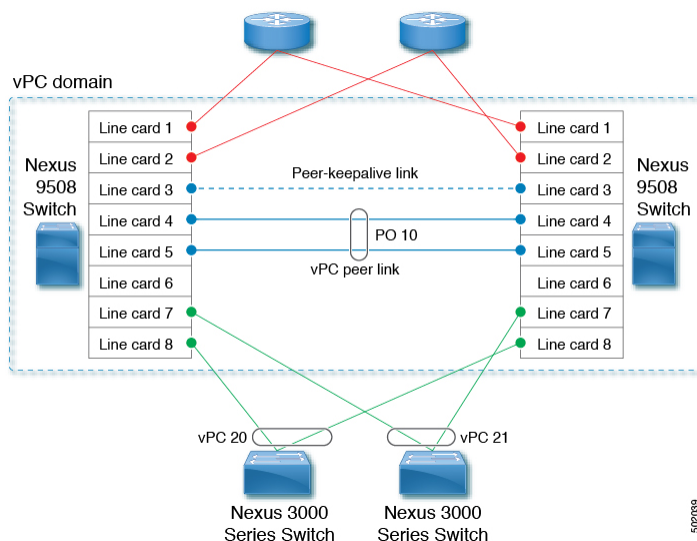 vPC domain
Nexus
9508
Switch
Line card 1
Line card 2
Line card 3
Line card 4
Line card 5
Line card 6
Line card 7
Line card 8
Peer-keepalive link
PO 10
vPC peer link
Line card 1
Line card 2
Line card 3
Line card 4
Line card 5
Line card 6
Line card 7
Line card 8
Nexus
9508
Switch
vPC 20
vPC 21
Nexus 3000
Series Switch
Nexus 3000
Series Switch
502039